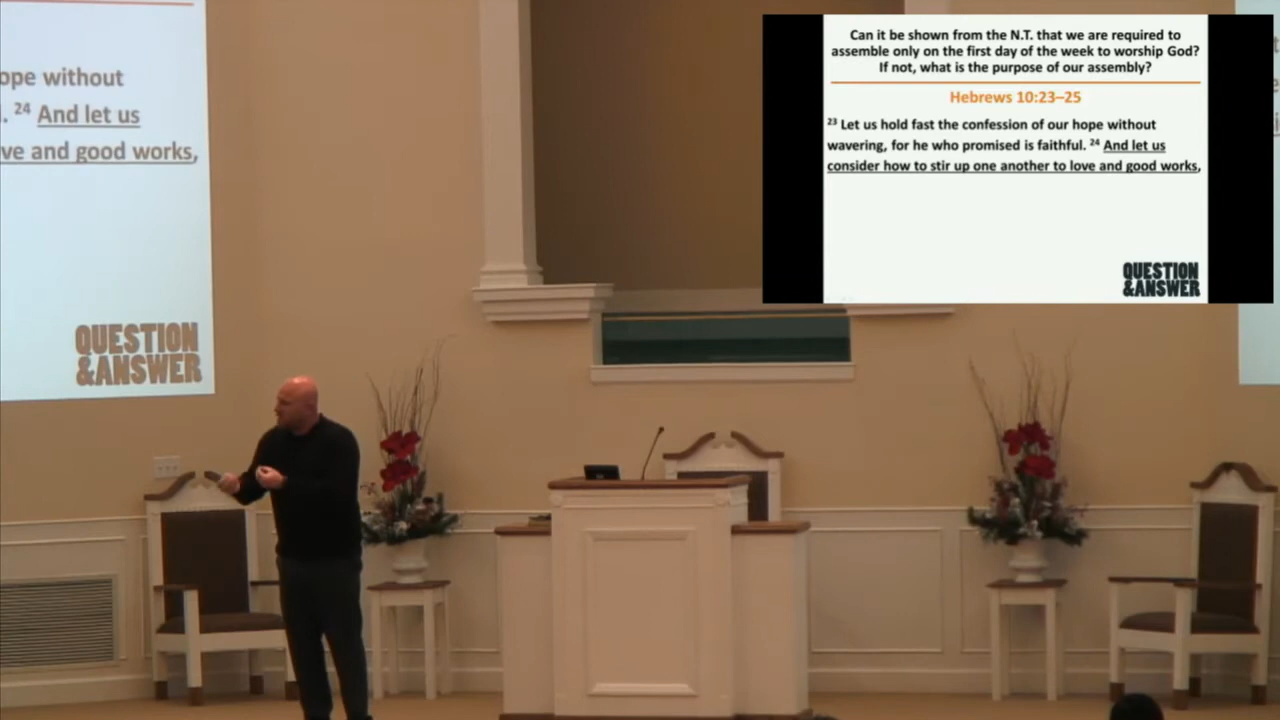 ope without
. 24 And let us
ve and good works,
QUESTION
&ANSWER
Can it be shown from the N.T. that we are required to
assemble only on the first day of the week to worship God?
If not, what is the purpose of our assembly?
Hebrews 10:23–25
23 Let us hold fast the confession of our hope without
wavering, for he who promised is faithful. 24 And let us
consider how to stir up one another to love and good works,
QUESTION
&ANSWER